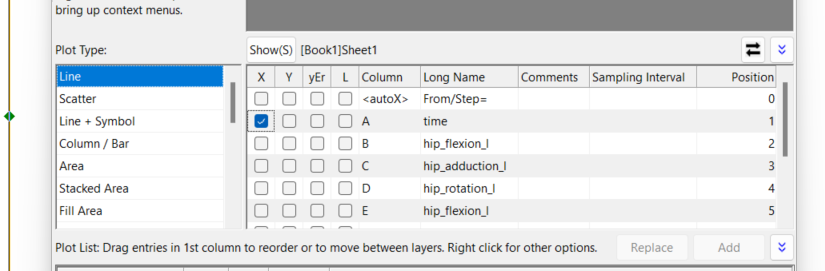 bring up context menus.
Plot Type: Show(S) [Book1]Sheet1
Line X Y yEr L Column Long Name Comments Sampling Interval Position
Scatter <autoX> From/Step= 0
Line + Symbol A time 1
Column / Bar B hip_flexion_l 2
Area C hip_adduction_l 3
Stacked Area D hip_rotation_l 4
Fill Area E hip_flexion_l 5
Plot List: Drag entries in 1st column to reorder or to move between layers. Right click for other options. Replace Add